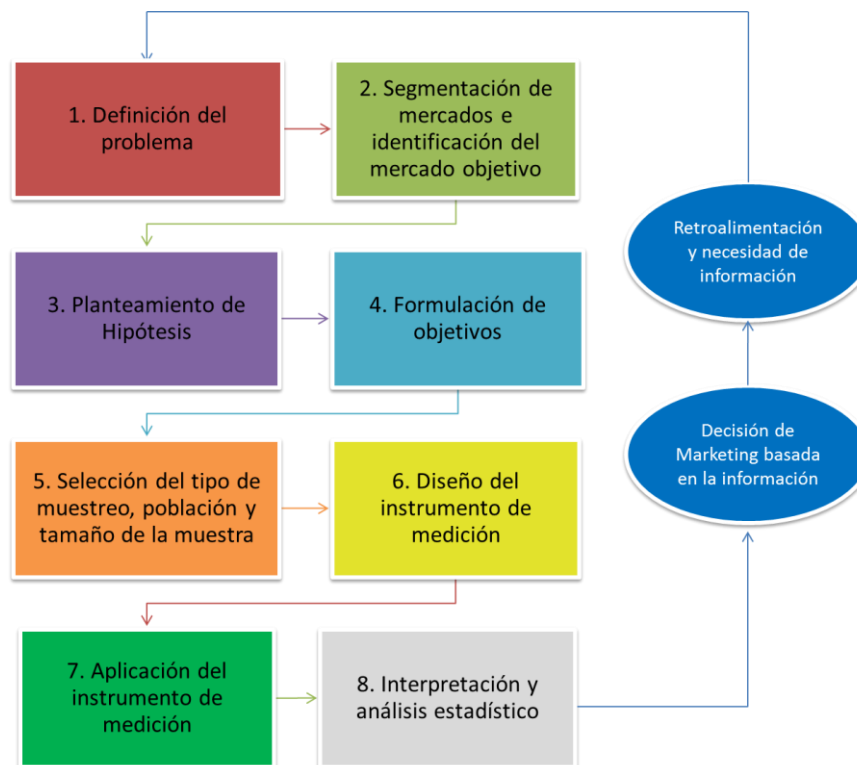 1. Definición del
problema
2. Segmentación de
mercados e
identificación del
mercado objetivo
3. Planteamiento de
Hipótesis
4. Formulación de
objetivos
5. Selección del tipo de
muestreo, población y
tamaño de la muestra
6. Diseño del
instrumento de
medición
7. Aplicación del
instrumento de
medición
8. Interpretación y
análisis estadístico
Decisión de
Marketing basada
en la información
Retroalimentación
y necesidad de
información